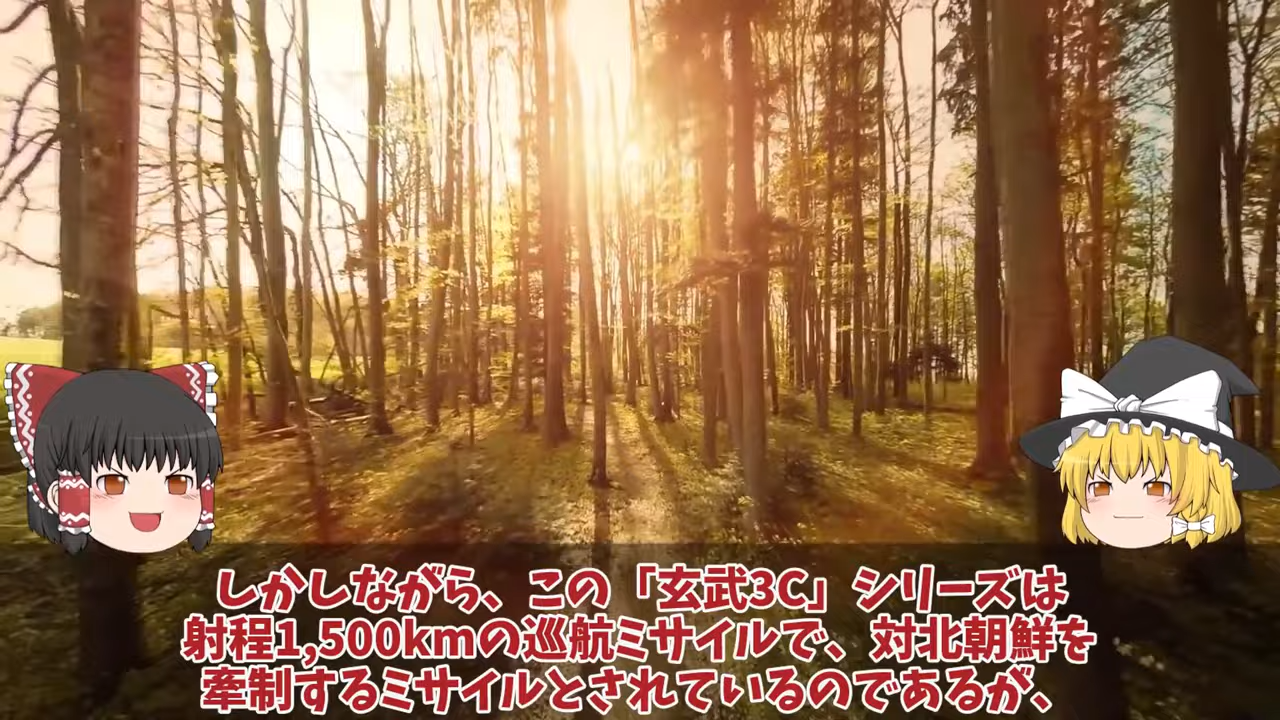 しかしながら、この「玄武3C」シリーズは
射程1,500kmの巡航ミサイルで、対北朝鮮を
牽制するミサイルとされているのであるが、